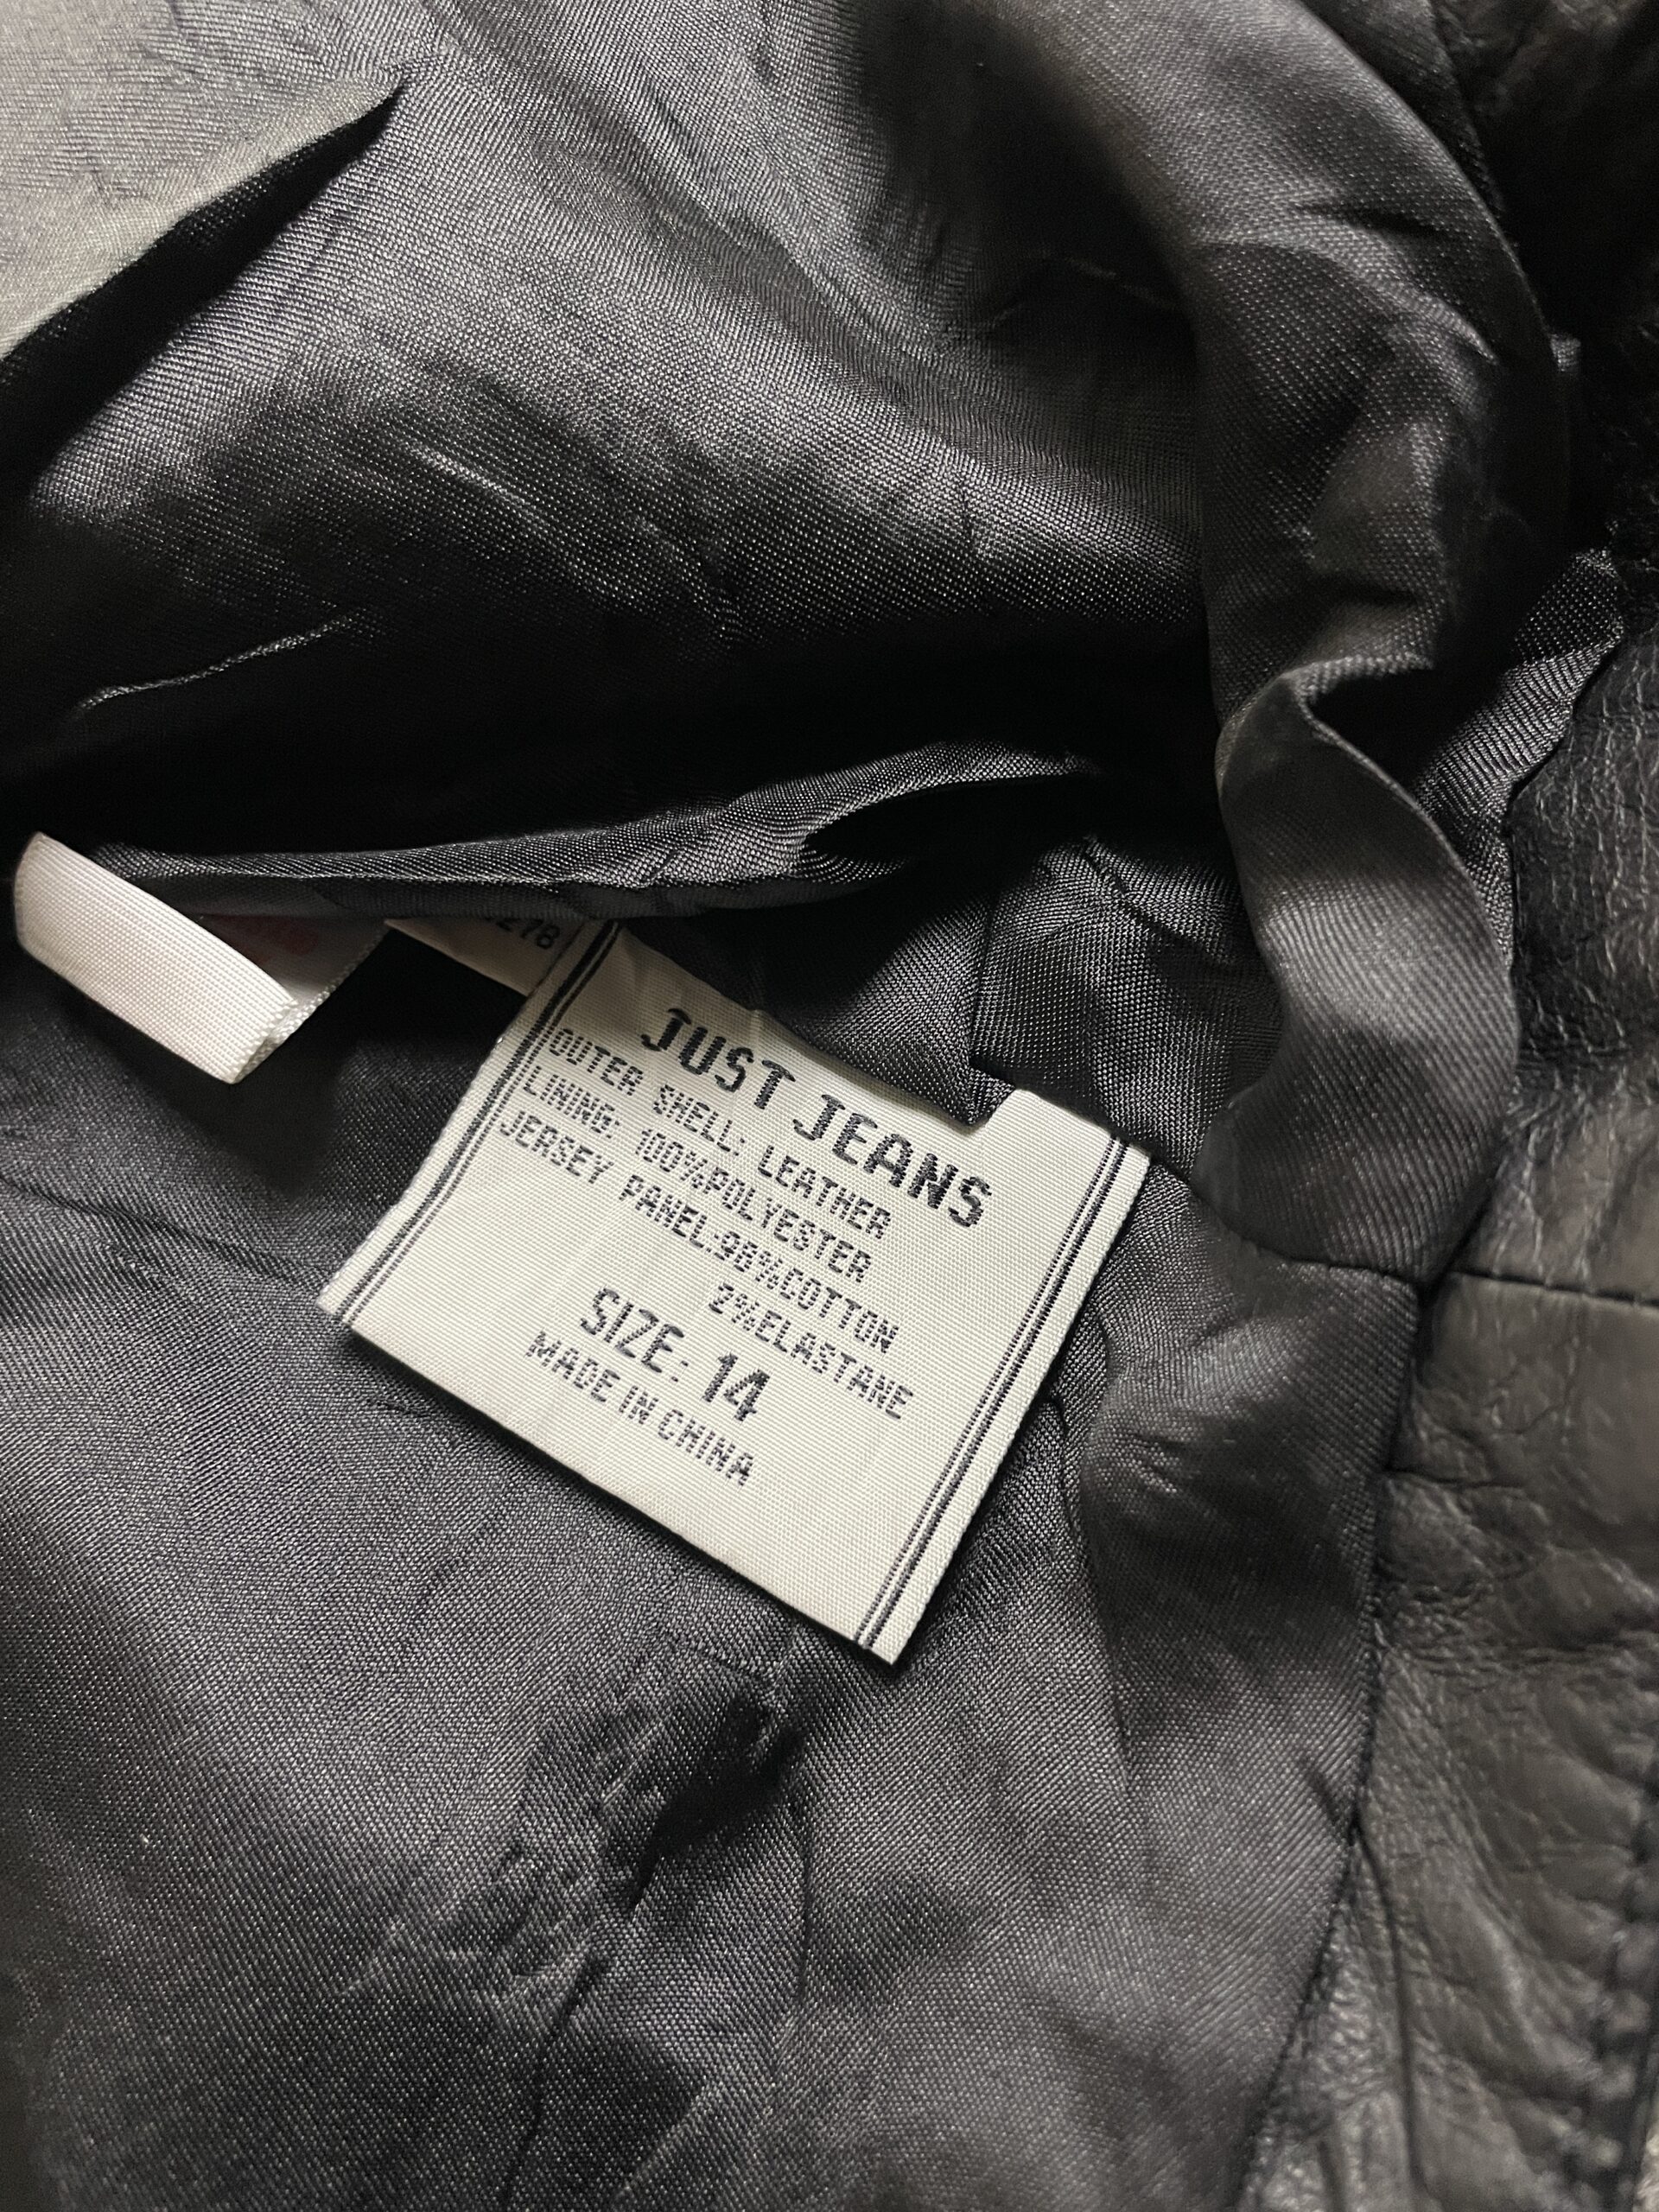 278
JUST JEANS
OUTER SHELL: LEATHER
LINING: 100%POLYESTER
JERSEY PANEL:98%COTTON
2%ELASTANE
SIZE: 14
MADE IN CHINA